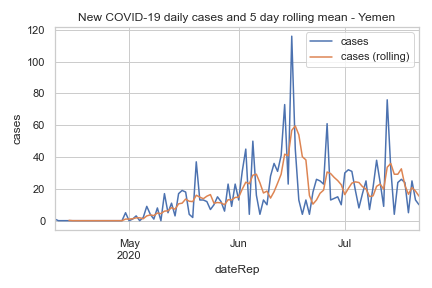 New COVID-19 daily cases and 5 day rolling mean - Yemen
cases
cases (rolling)
120
100
80
60
40
20
0
cases
May
2020
Jun
Jul
dateRep